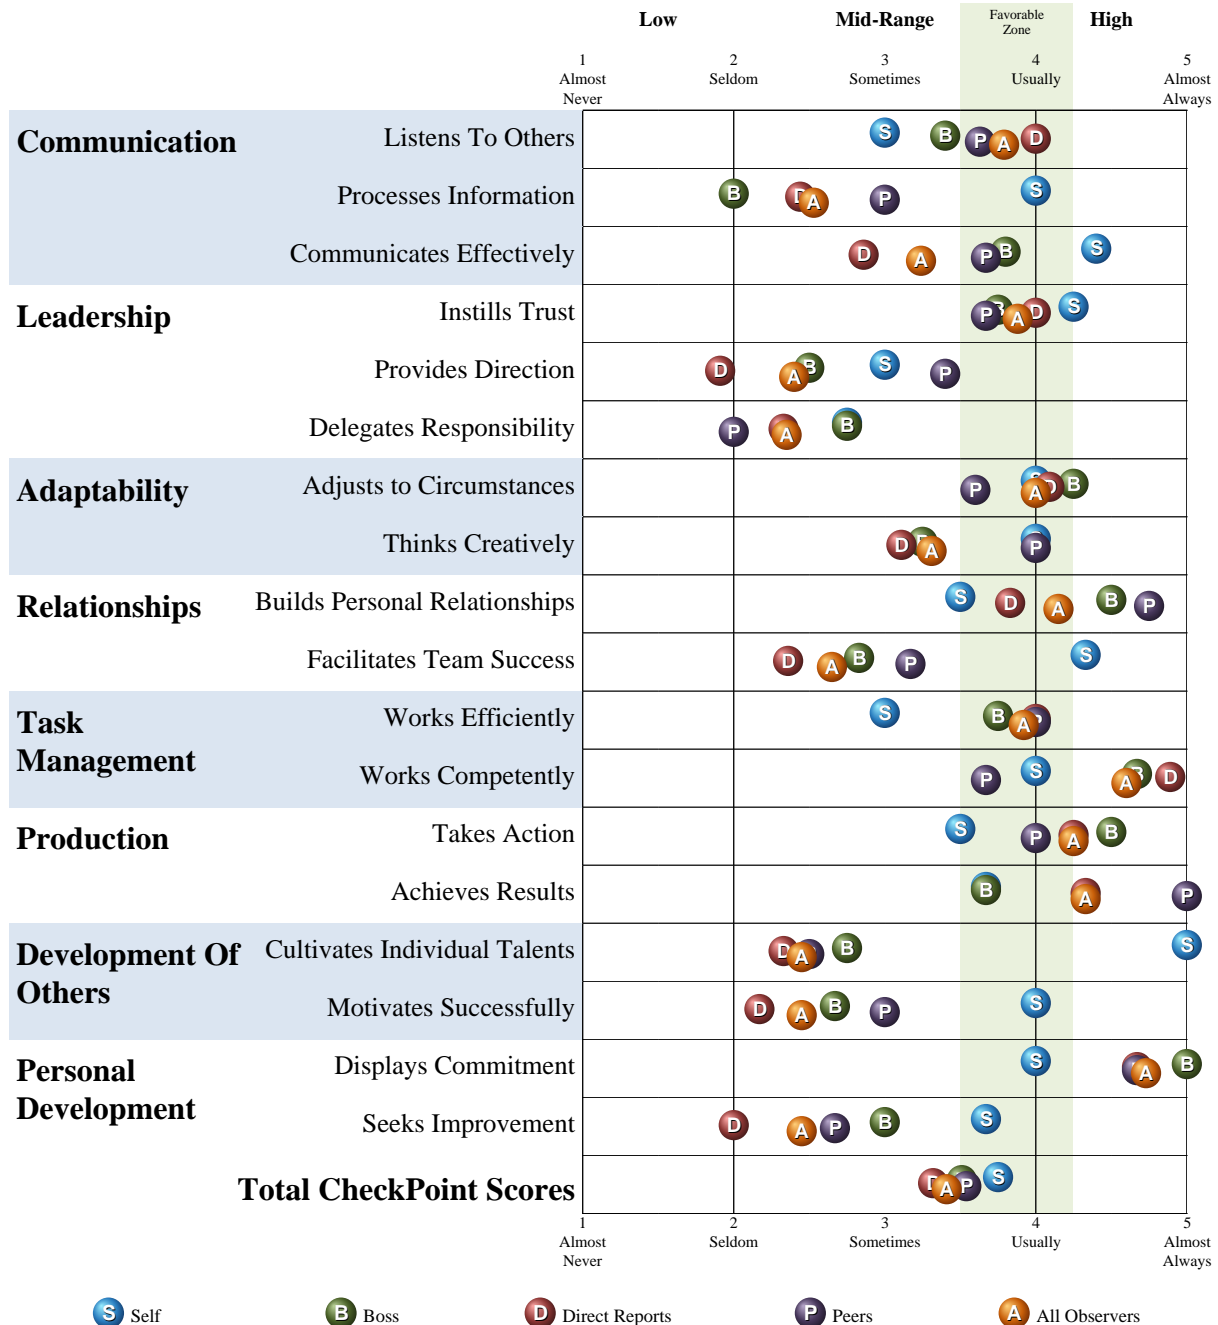 Low Mid-Range Favorable Zone High
1 2 3 4 5
Almost Never Seldom Sometimes Usually Almost Always
Communication
Listens To Others S B P A D
Processes Information B D A P S
Communicates Effectively D A P B S
Leadership
Instills Trust P B A D S
Provides Direction D A B S P
Delegates Responsibility P A B
Adaptability
Adjusts to Circumstances P S A D B
Thinks Creatively D A P
Relationships
Builds Personal Relationships S D A B P
Facilitates Team Success D A B P S
Task
Management
Works Efficiently S B A P
Works Competently P S A B D
Production
Takes Action S P A B
Achieves Results B A P
Development Of
Others
Cultivates Individual Talents D A B S
Motivates Successfully D A B P S
Personal
Development
Displays Commitment S A B
Seeks Improvement D A P B S
Total CheckPoint Scores D A P S
1 2 3 4 5
Almost Never Seldom Sometimes Usually Almost Always
S Self B Boss D Direct Reports P Peers A All Observers